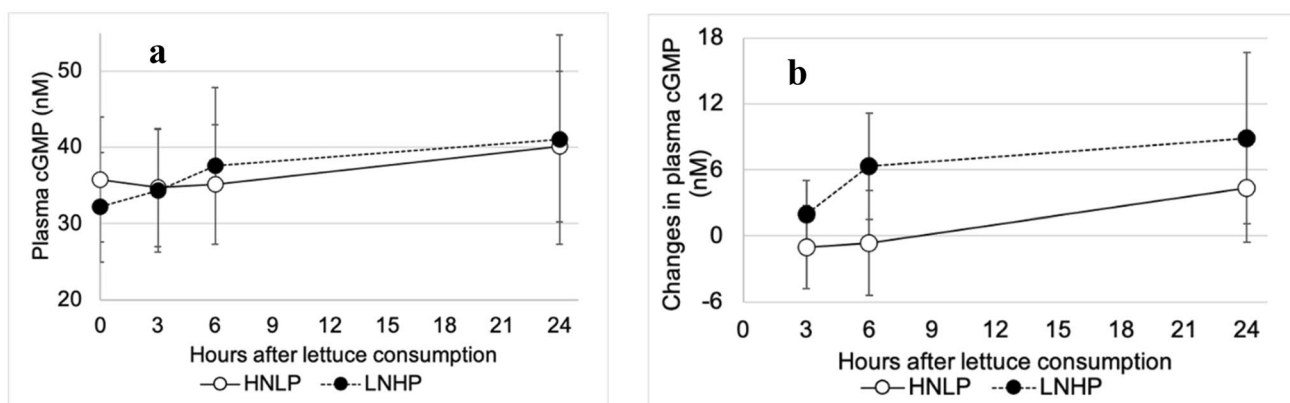 a
Plasma cGMP (nM)
50
40
30
20
0 3 6 9 12 15 18 21 24
Hours after lettuce consumption
HNLP LNHP
b
Changes in plasma cGMP
(nM)
18
12
6
0
-6
0 3 6 9 12 15 18 21 24
Hours after lettuce consumption
HNLP LNHP